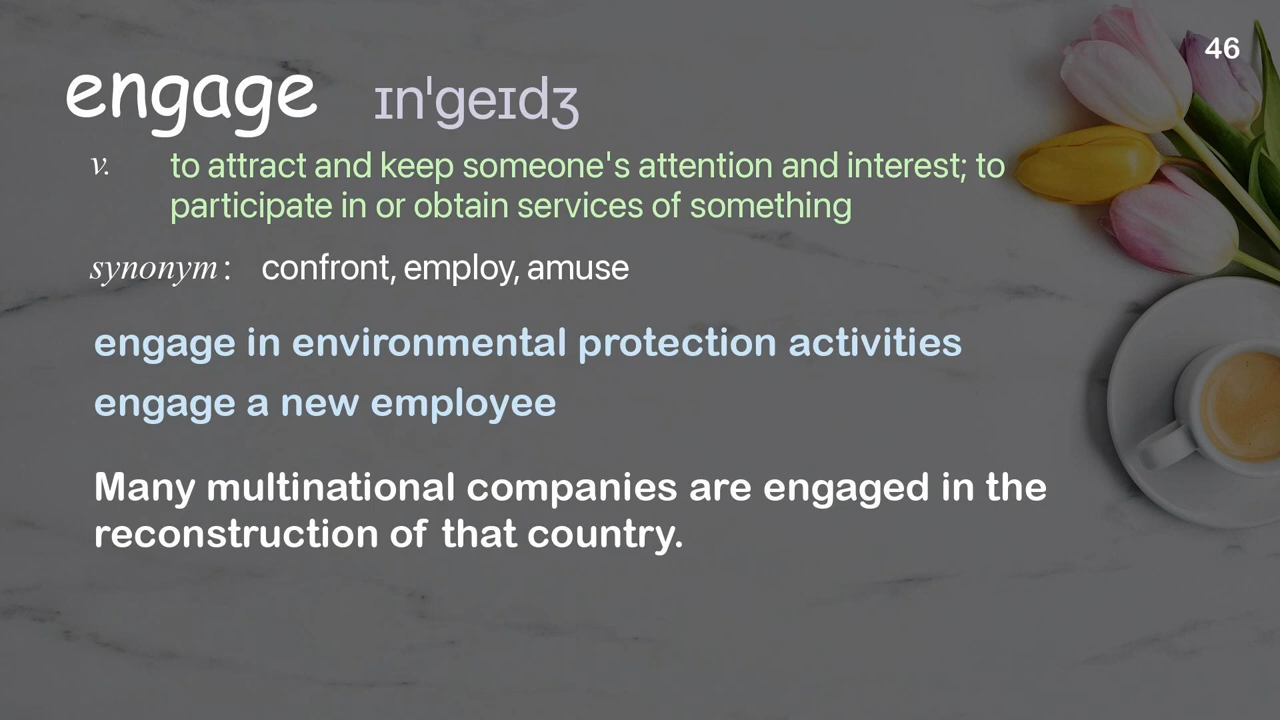 46
engage ɪnˈgeɪdʒ
v. to attract and keep someone's attention and interest; to
participate in or obtain services of something
synonym: confront, employ, amuse
engage in environmental protection activities
engage a new employee
Many multinational companies are engaged in the
reconstruction of that country.